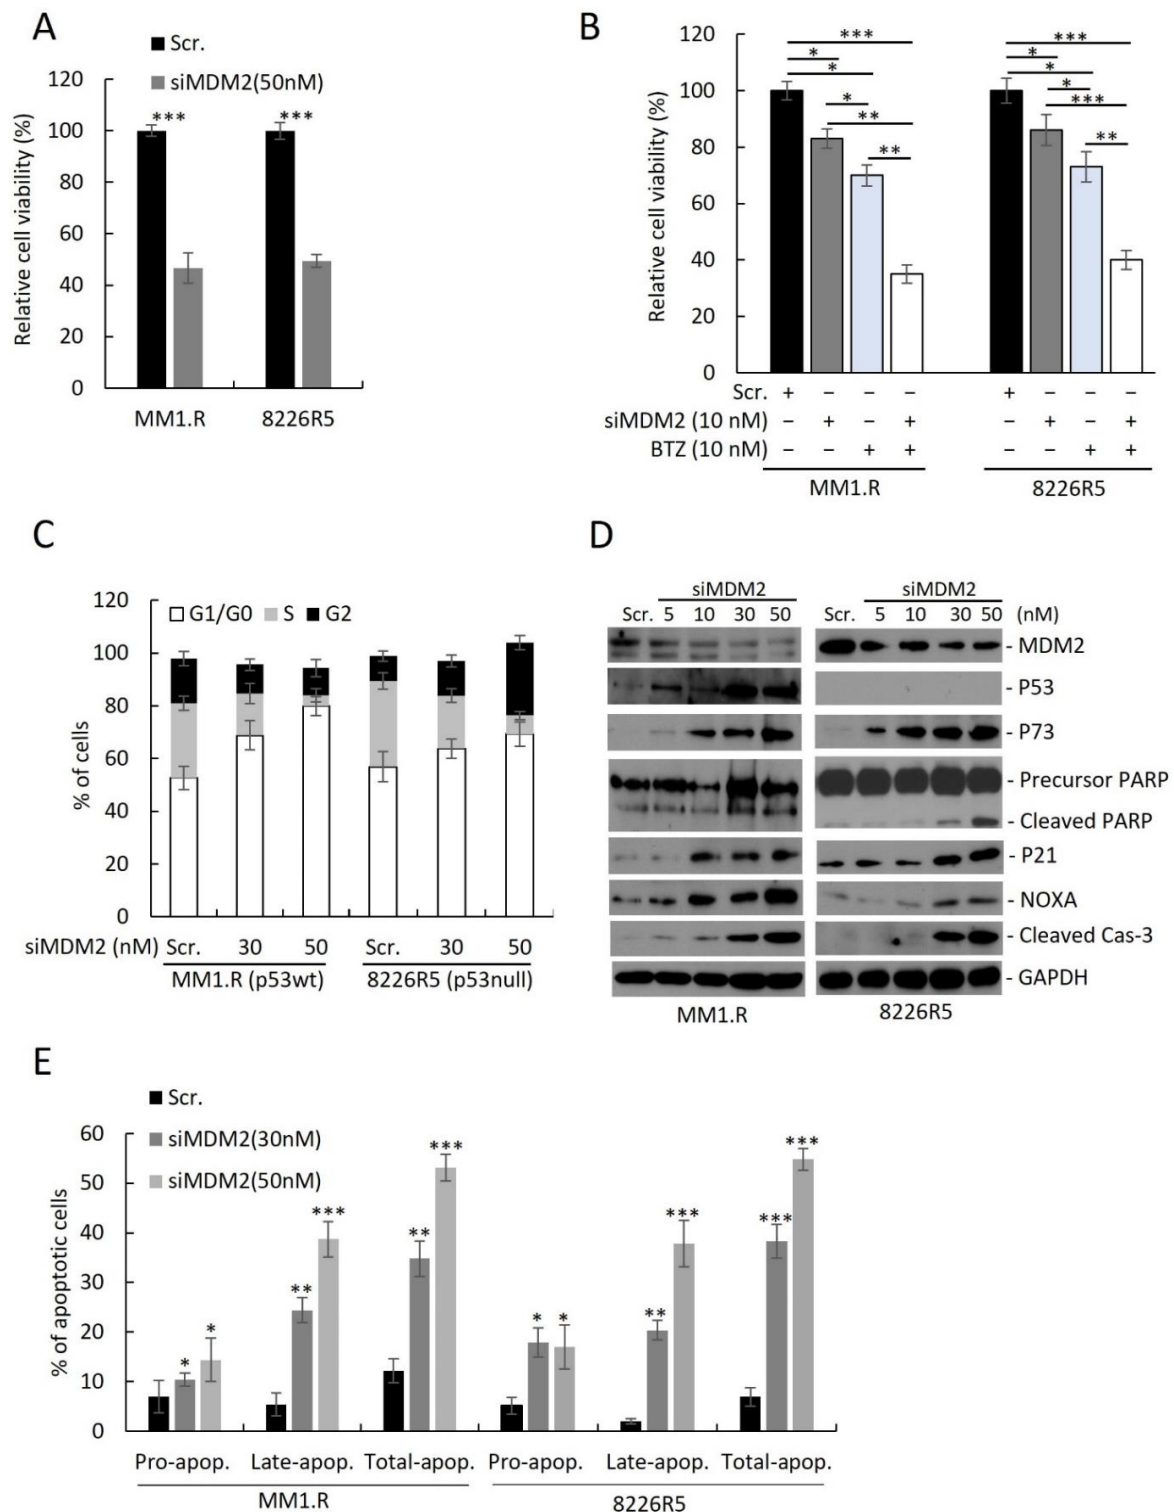 A
Scr.
siMDM2(50nM)
Relative cell viability (%)
120
100
80
60
40
20
0
***
***
MM1.R
8226R5
B
Relative cell viability (%)
120
100
80
60
40
20
0
***
*
*
*
**
**
***
*
*
*
***
**
Scr. + − − − + − − −
siMDM2 (10 nM) − + − + − + − +
BTZ (10 nM) − − + + − − + +
MM1.R
8226R5
C
% of cells
120
100
80
60
40
20
0
G1/G0 S G2
siMDM2 (nM) Scr. 30 50 Scr. 30 50
MM1.R (p53wt) 8226R5 (p53null)
D
siMDM2 siMDM2
Scr. 5 10 30 50 Scr. 5 10 30 50 (nM)
- MDM2
- P53
- P73
- Precursor PARP
- Cleaved PARP
- P21
- NOXA
- Cleaved Cas-3
- GAPDH
MM1.R 8226R5
E
Scr.
siMDM2(30nM)
siMDM2(50nM)
% of apoptotic cells
60
50
40
30
20
10
0
* * ** *** ** *** * * ** *** *** ***
Pro-apop. Late-apop. Total-apop. Pro-apop. Late-apop. Total-apop.
MM1.R 8226R5